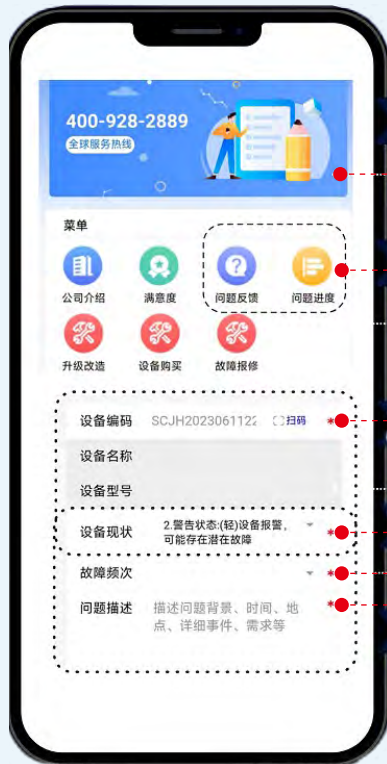 400-928-2889
全球服务热线
菜单
公司介绍 满意度 问题反馈 问题进度
升级改造 设备购买 故障报修
设备编码 SCJH2023061122 扫码 *
设备名称
设备型号
设备现状 2.警告状态:(轻)设备报警, *
可能存在潜在故障
故障频次 *
问题描述 描述问题背景、时间、地 *
点、详细事件、需求等